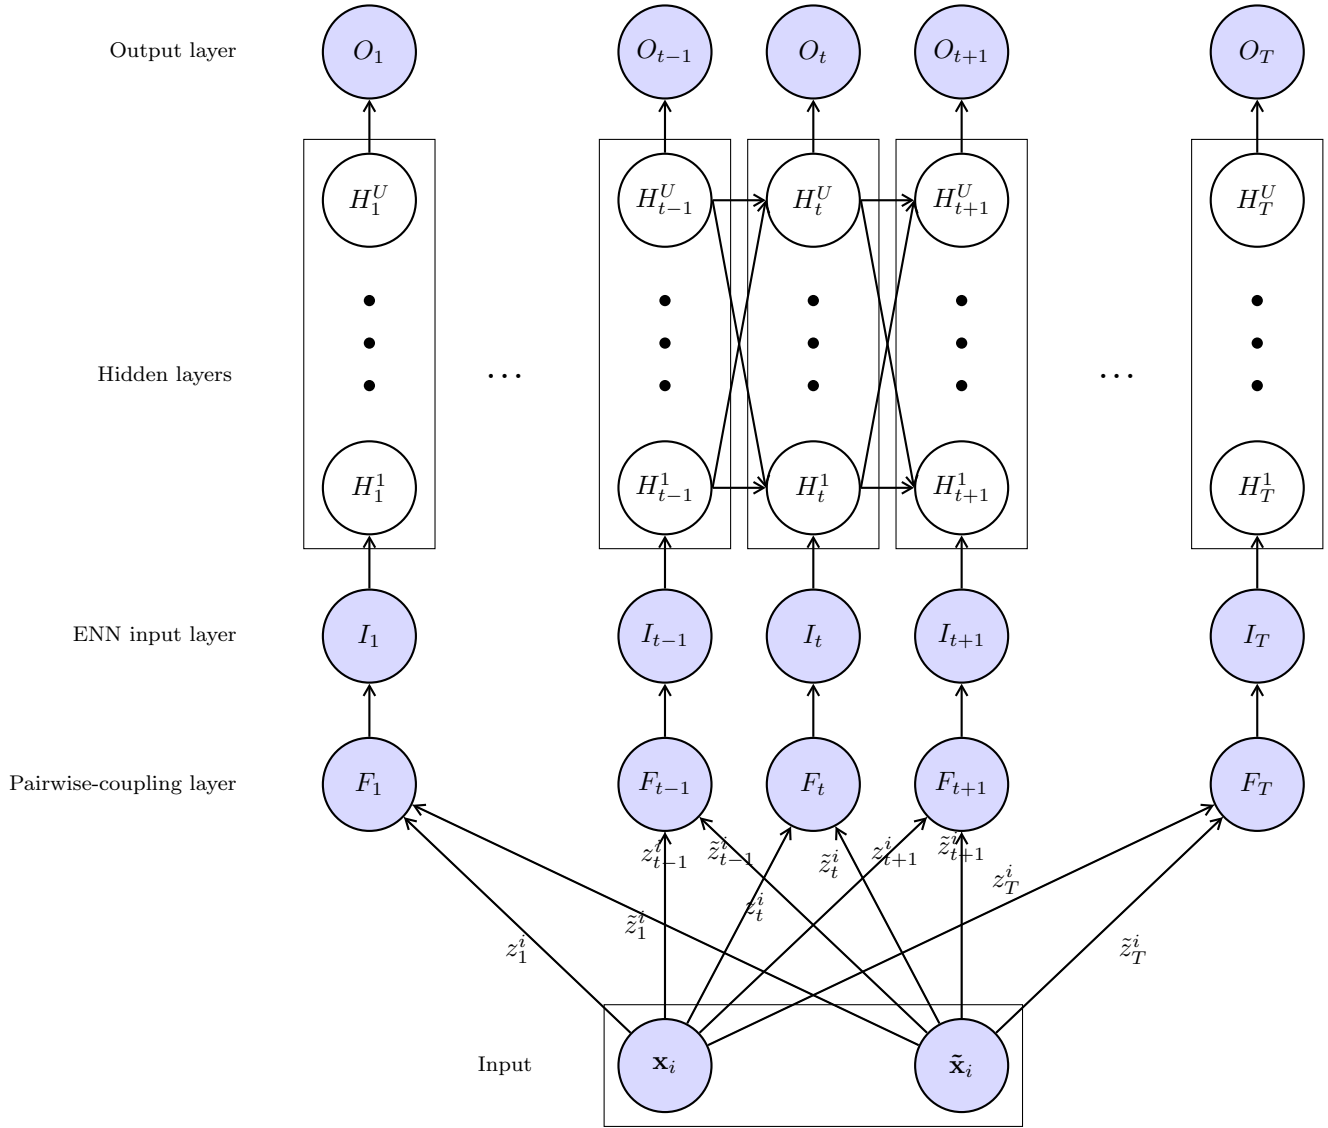 Output layer O_1 O_{t−1} O_t O_{t+1} O_T
H_1^U H_{t−1}^U H_t^U H_{t+1}^U H_T^U
Hidden layers … …
H_1^1 H_{t−1}^1 H_t^1 H_{t+1}^1 H_T^1
ENN input layer I_1 I_{t−1} I_t I_{t+1} I_T
Pairwise-coupling layer F_1 F_{t−1} F_t F_{t+1} F_T
z_{t−1}^i z̃_{t−1}^i z̃_t^i z_{t+1}^i z̃_{t+1}^i
z_T^i
z_t^i
z̃_1^i
z_1^i z̃_T^i
Input x_i x̃_i